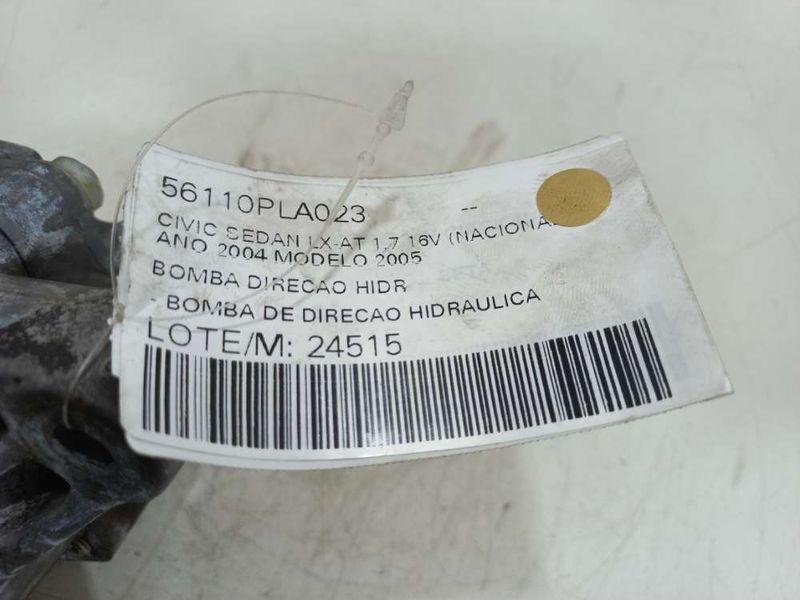 56110PLA023 --
CIVIC SEDAN LX-AT 1.7 16V (NACIONA
ANO 2004 MODELO 2005
BOMBA DIRECAO HIDR
- BOMBA DE DIRECAO HIDRAULICA
LOTE/M: 24515